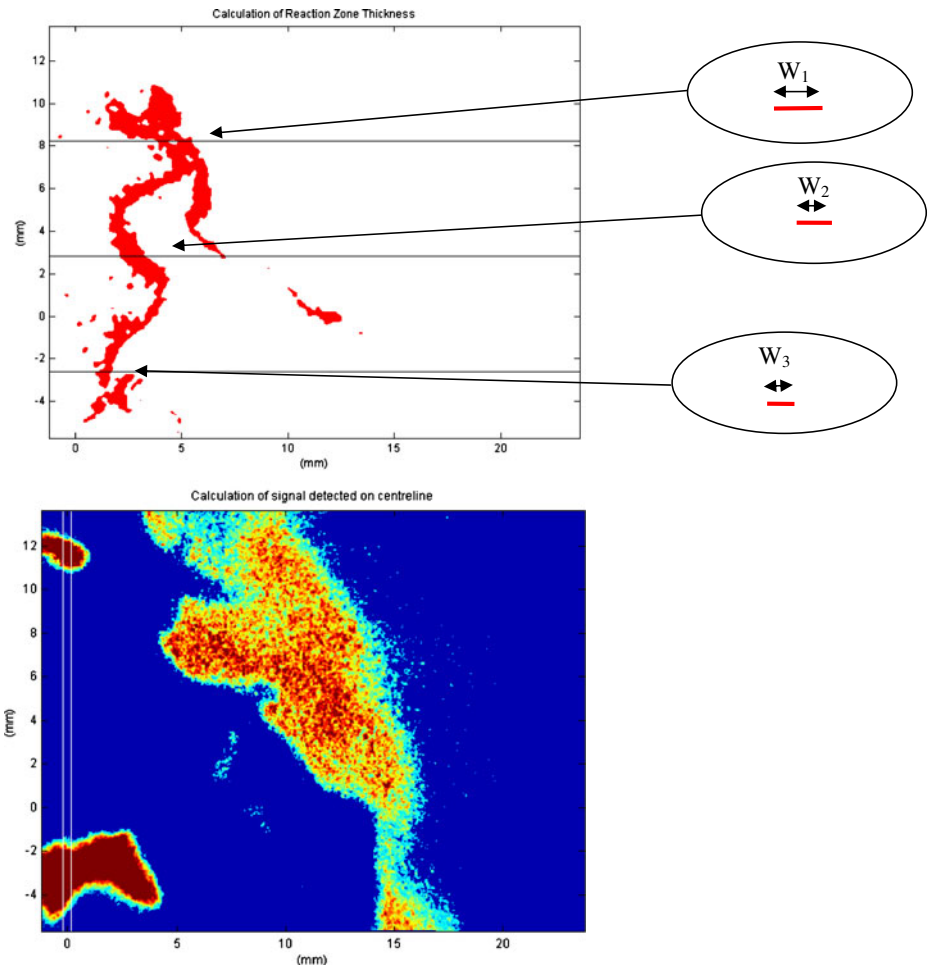 Calculation of Reaction Zone Thickness
12
10
8
6
4
2
0
-2
-4
(mm)
0 5 10 15 20
(mm)
W1
W2
W3
Calculation of signal detected on centreline
12
10
8
6
4
2
0
-2
-4
(mm)
0 5 10 15 20
(mm)